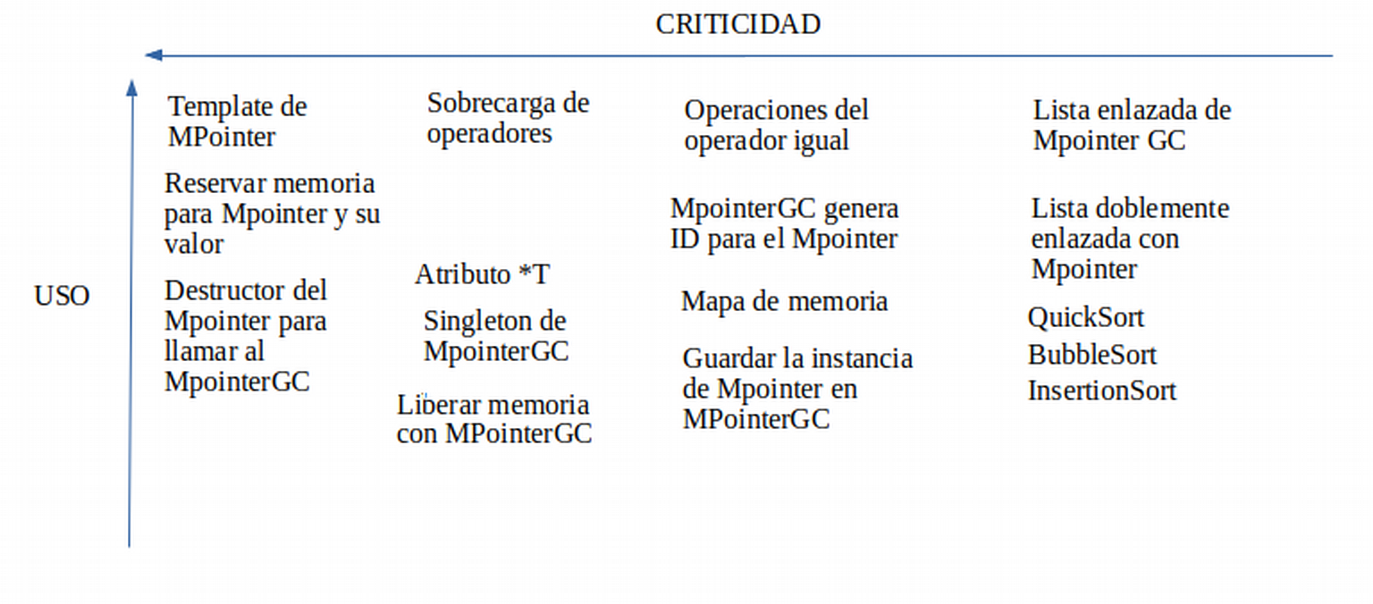 CRITICIDAD
USO
Template de
MPointer
Reservar memoria
para Mpointer y su
valor
Destructor del
Mpointer para
llamar al
MpointerGC
Sobrecarga de
operadores
Atributo *T
Singleton de
MpointerGC
Liberar memoria
con MPointerGC
Operaciones del
operador igual
MpointerGC genera
ID para el Mpointer
Mapa de memoria
Guardar la instancia
de Mpointer en
MPointerGC
Lista enlazada de
Mpointer GC
Lista doblemente
enlazada con
Mpointer
QuickSort
BubbleSort
InsertionSort